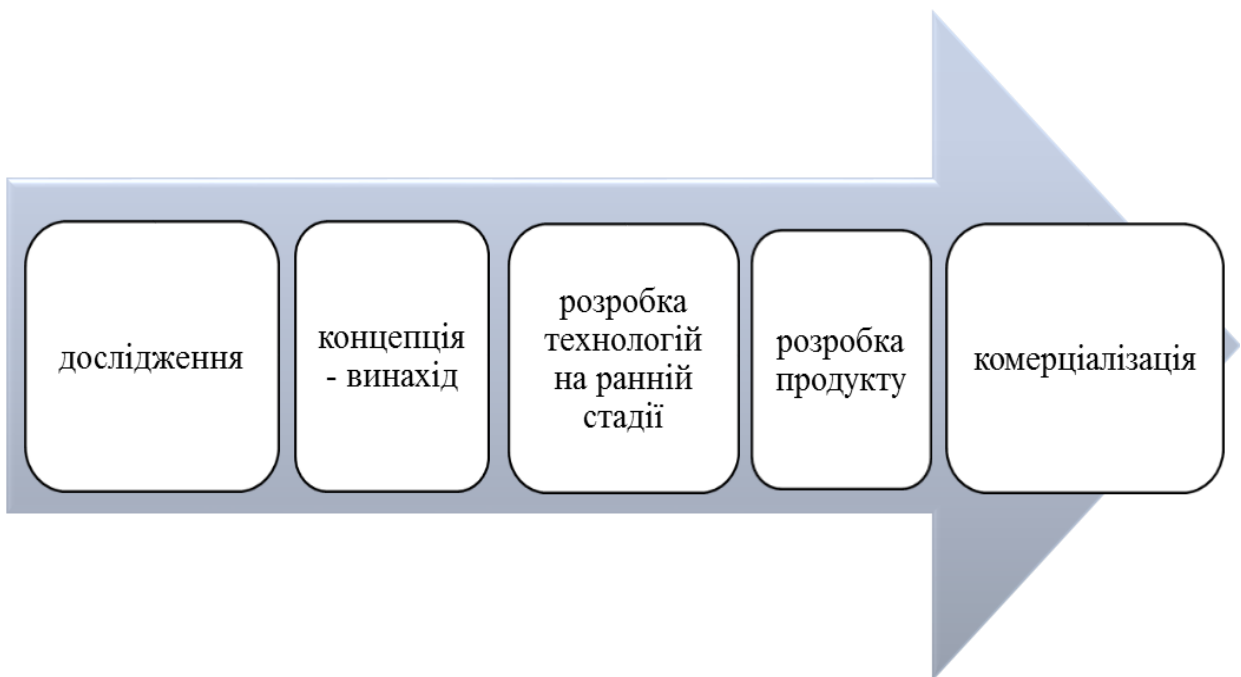 дослідження
концепція
- винахід
розробка
технологій
на ранній
стадії
розробка
продукту
комерціалізація